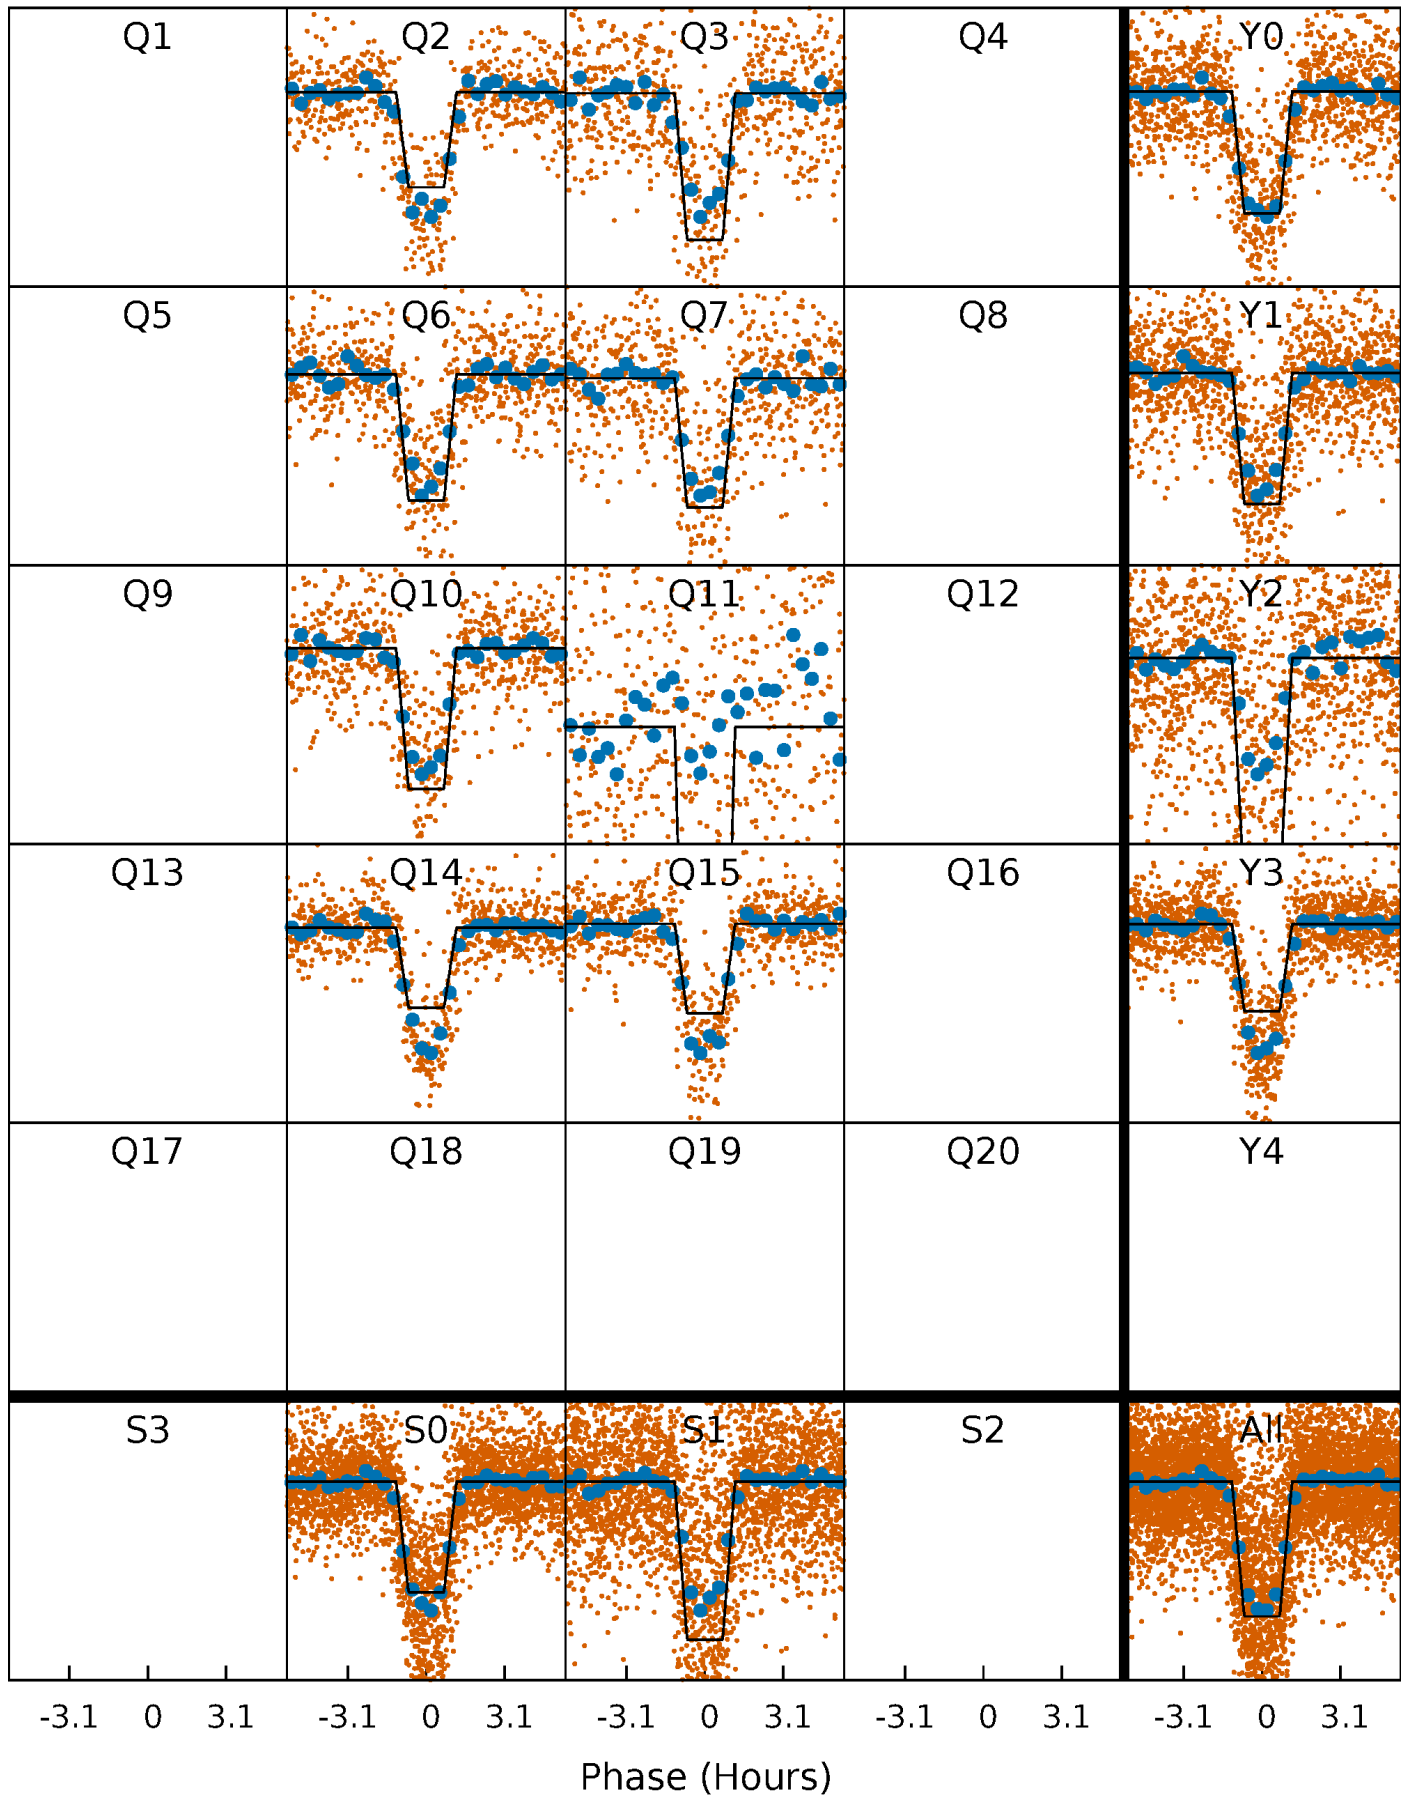 Q1 Q2 Q3 Q4 Y0
Q5 Q6 Q7 Q8 Y1
Q9 Q10 Q11 Q12 Y2
Q13 Q14 Q15 Q16 Y3
Q17 Q18 Q19 Q20 Y4
S3 S0 S1 S2 All
-3.1 0 3.1 -3.1 0 3.1 -3.1 0 3.1 -3.1 0 3.1 -3.1 0 3.1
Phase (Hours)